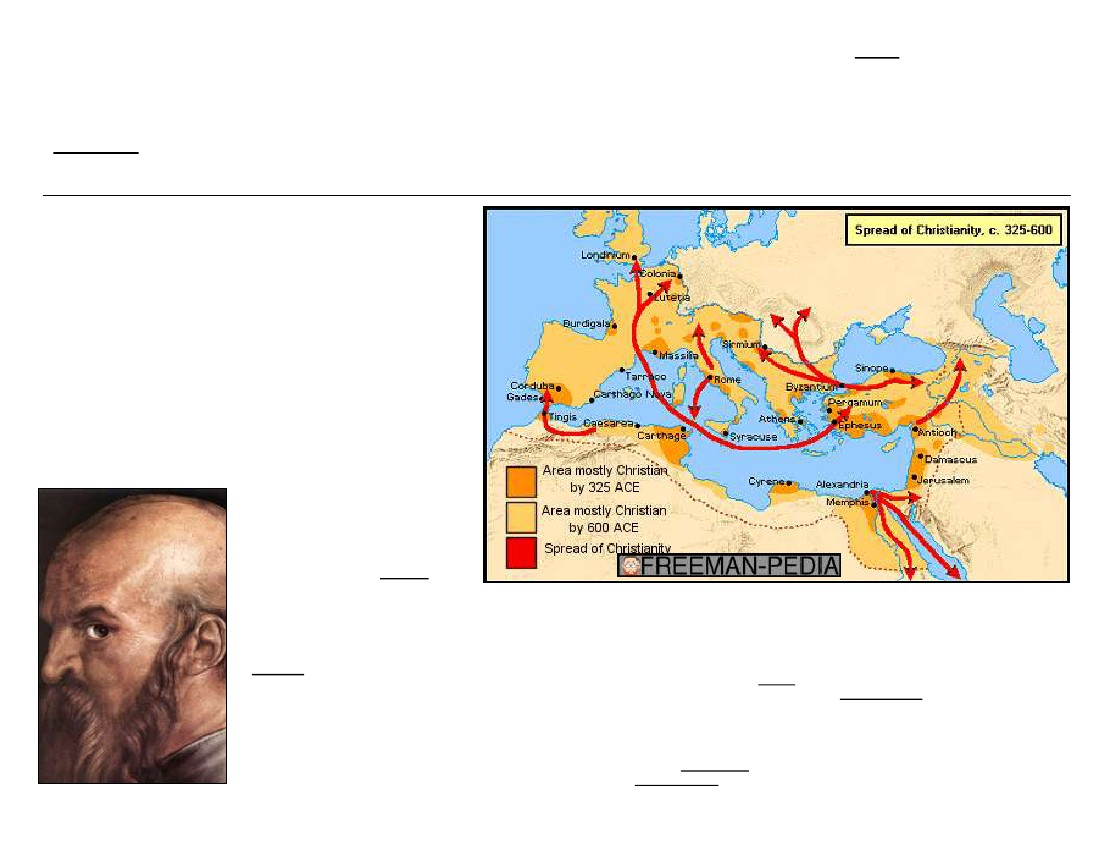 Spread of Christianity, c. 325-600
Londinium
Colonia
Lutetia
Burdigala
Sirmium
Massilia
Sinope
Tarraco
Rome
Corduba
Byzantium
Gades
Carthago Nova
Pergamum
Tingis
Athens
Caesarea
Ephesus
Carthage
Syracuse
Antioch
Damascus
Area mostly Christian
by 325 ACE
Cyrene
Alexandria
Jerusalem
Memphis
Area mostly Christian
by 600 ACE
Spread of Christianity
FREEMAN-PEDIA